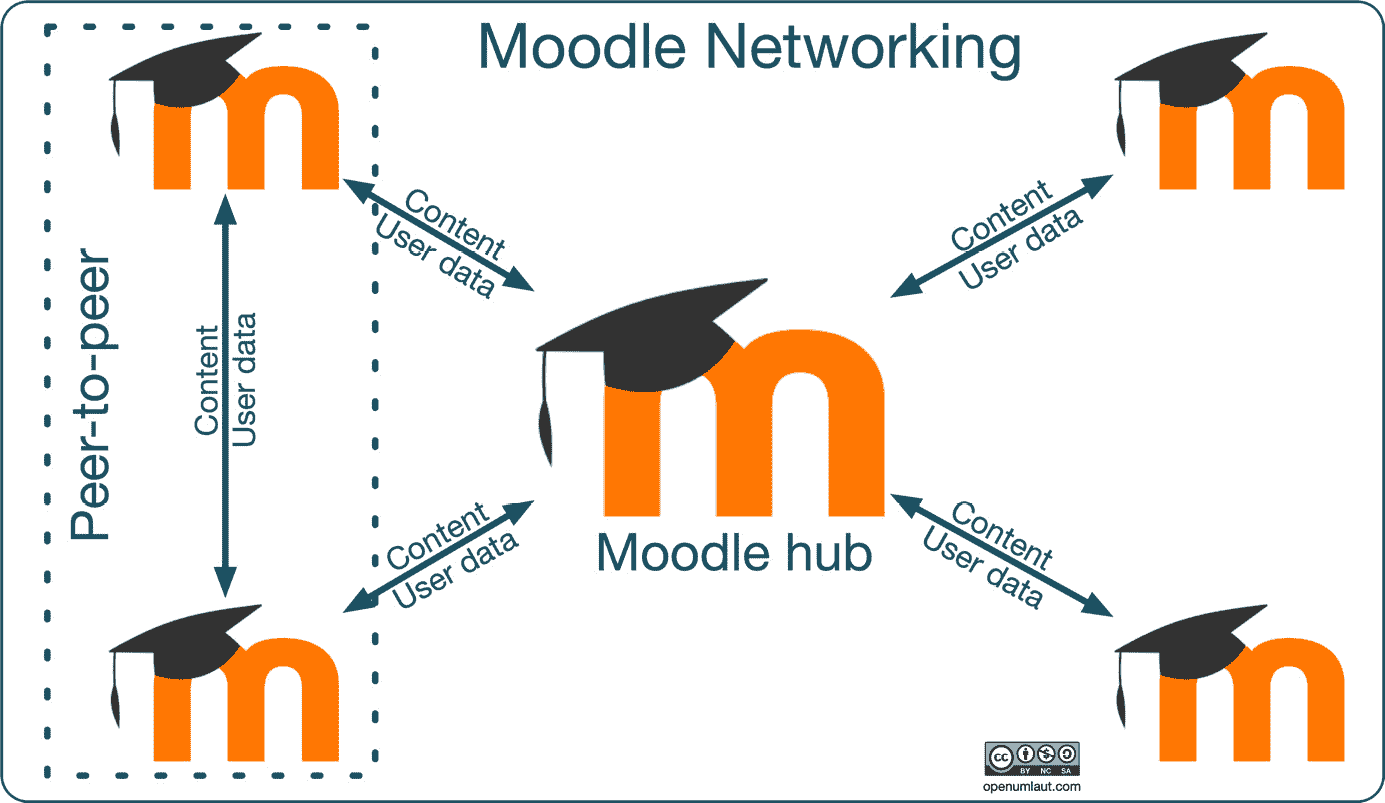 Moodle Networking
Content
User data
Content
User data
Peer-to-peer
Content
User data
Content
User data
Content
User data
Moodle hub
cc
BY NC SA
openumlaut.com